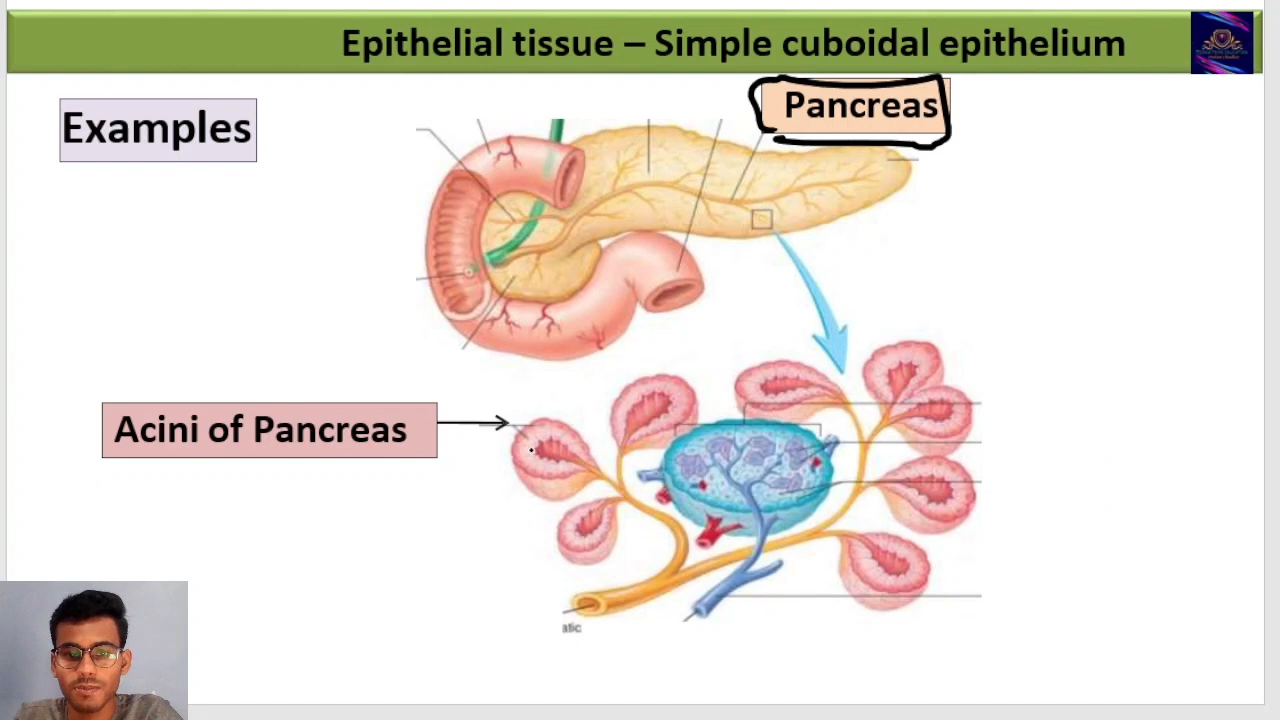 Epithelial tissue – Simple cuboidal epithelium
Examples
Pancreas
Acini of Pancreas
atic